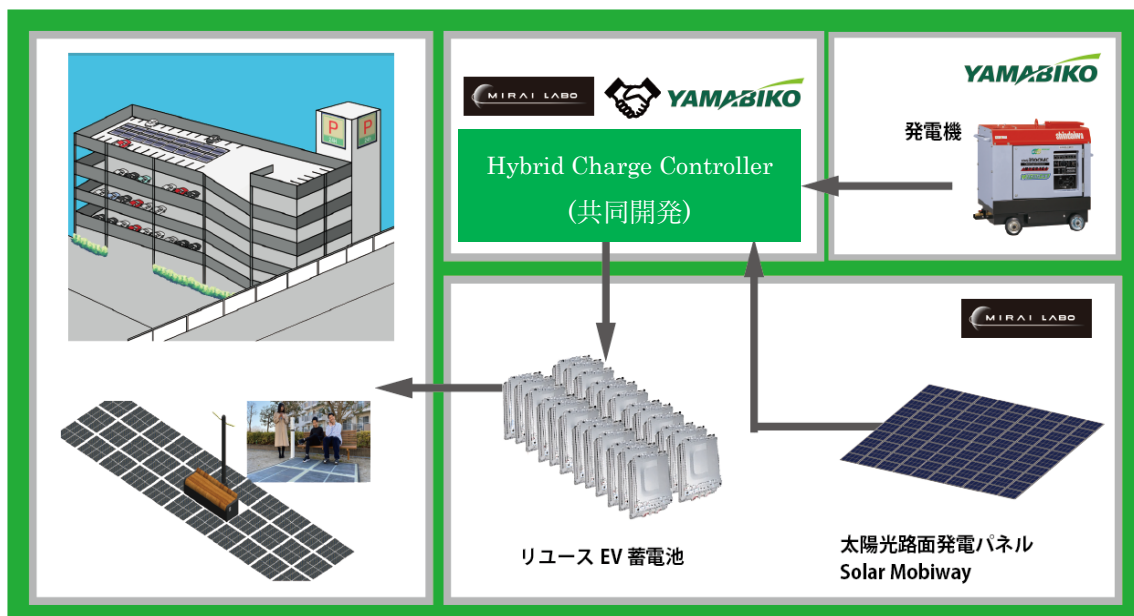 P P
MIRAI LABO
YAMABIKO
Hybrid Charge Controller
(共同開発)
YAMABIKO
発電機
shindaiwa
MIRAI LABO
リユース EV 蓄電池
太陽光路面発電パネル
Solar Mobiway